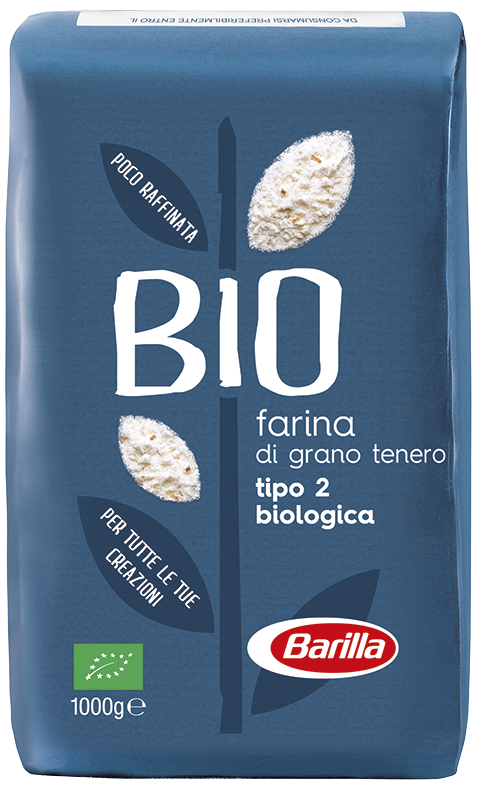 DA CONSUMARSI PREFERIBILMENTE ENTRO IL
POCO RAFFINATA
BIO
farina
di grano tenero
tipo 2
biologica
PER TUTTE LE TUE
CREAZIONI
Barilla
1000g℮